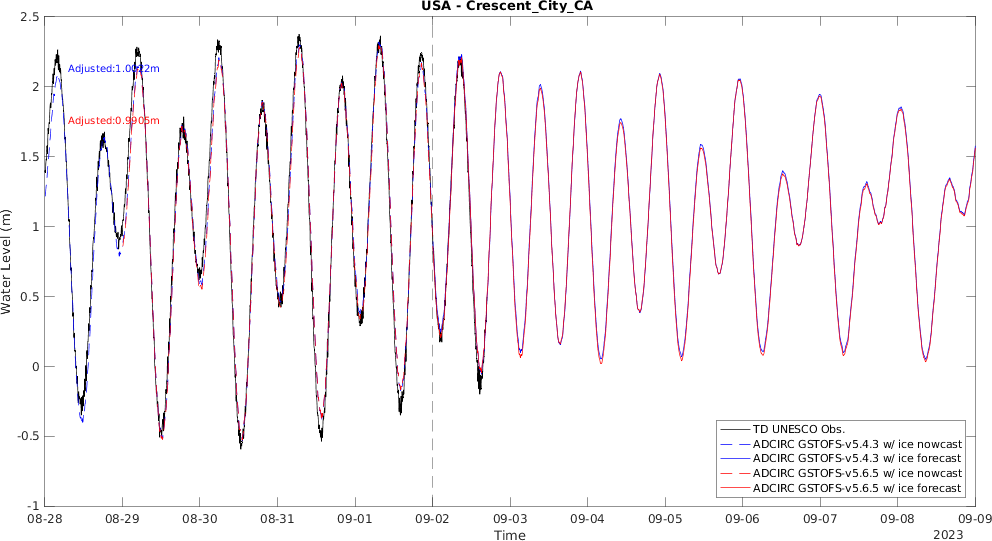 USA - Crescent_City_CA
2.5
2
1.5
1
0.5
0
-0.5
-1
Water Level (m)
Adjusted:1.0022m
Adjusted:0.9905m
TD UNESCO Obs.
ADCIRC GSTOFS-v5.4.3 w/ ice nowcast
ADCIRC GSTOFS-v5.4.3 w/ ice forecast
ADCIRC GSTOFS-v5.6.5 w/ ice nowcast
ADCIRC GSTOFS-v5.6.5 w/ ice forecast
08-28 08-29 08-30 08-31 09-01 09-02 09-03 09-04 09-05 09-06 09-07 09-08 09-09
Time
2023